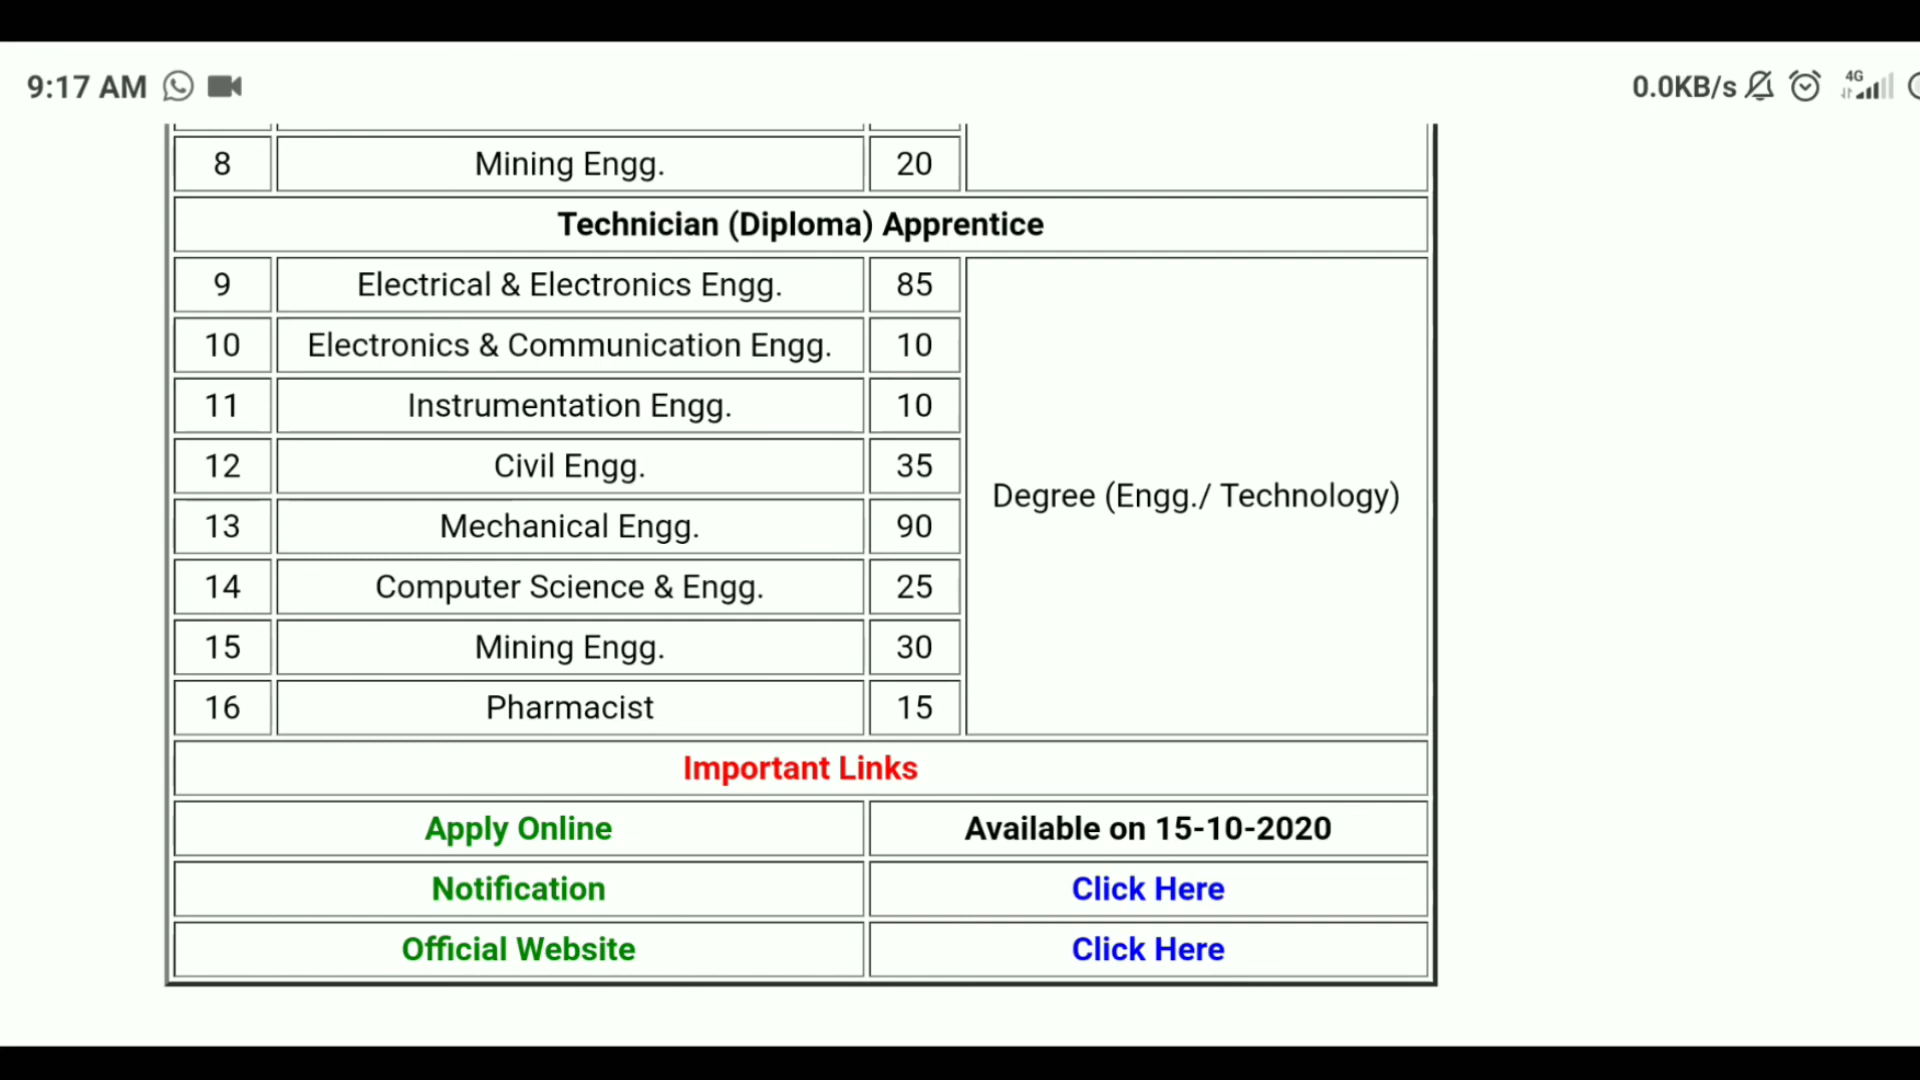 9:17 AM 0.0KB/s 4G
8 Mining Engg. 20
Technician (Diploma) Apprentice
9 Electrical & Electronics Engg. 85
10 Electronics & Communication Engg. 10
11 Instrumentation Engg. 10
12 Civil Engg. 35
Degree (Engg./ Technology)
13 Mechanical Engg. 90
14 Computer Science & Engg. 25
15 Mining Engg. 30
16 Pharmacist 15
Important Links
Apply Online Available on 15-10-2020
Notification Click Here
Official Website Click Here